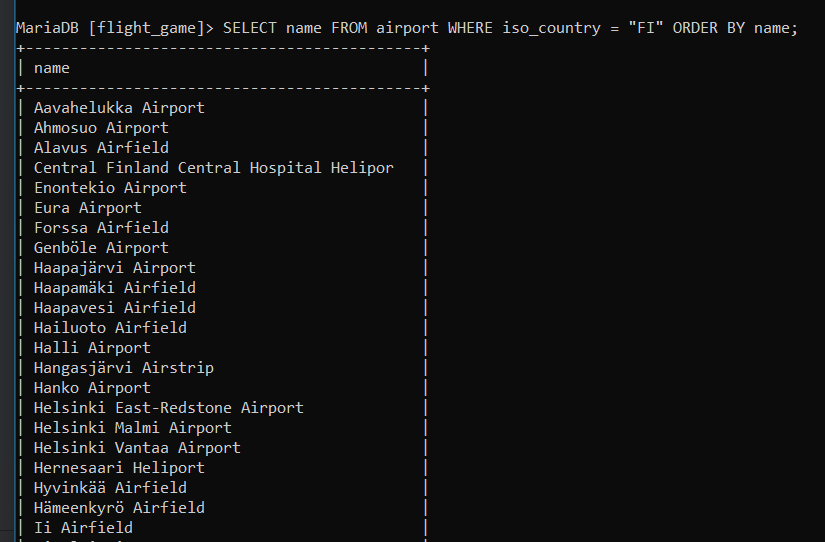 MariaDB [flight_game]> SELECT name FROM airport WHERE iso_country = "FI" ORDER BY name;
+--------------------------------------------+
| name |
+--------------------------------------------+
| Aavahelukka Airport |
| Ahmosuo Airport |
| Alavus Airfield |
| Central Finland Central Hospital Helipor |
| Enontekio Airport |
| Eura Airport |
| Forssa Airfield |
| Genböle Airport |
| Haapajärvi Airport |
| Haapamäki Airfield |
| Haapavesi Airfield |
| Hailuoto Airfield |
| Halli Airport |
| Hangasjärvi Airstrip |
| Hanko Airport |
| Helsinki East-Redstone Airport |
| Helsinki Malmi Airport |
| Helsinki Vantaa Airport |
| Hernesaari Heliport |
| Hyvinkää Airfield |
| Hämeenkyrö Airfield |
| Ii Airfield |